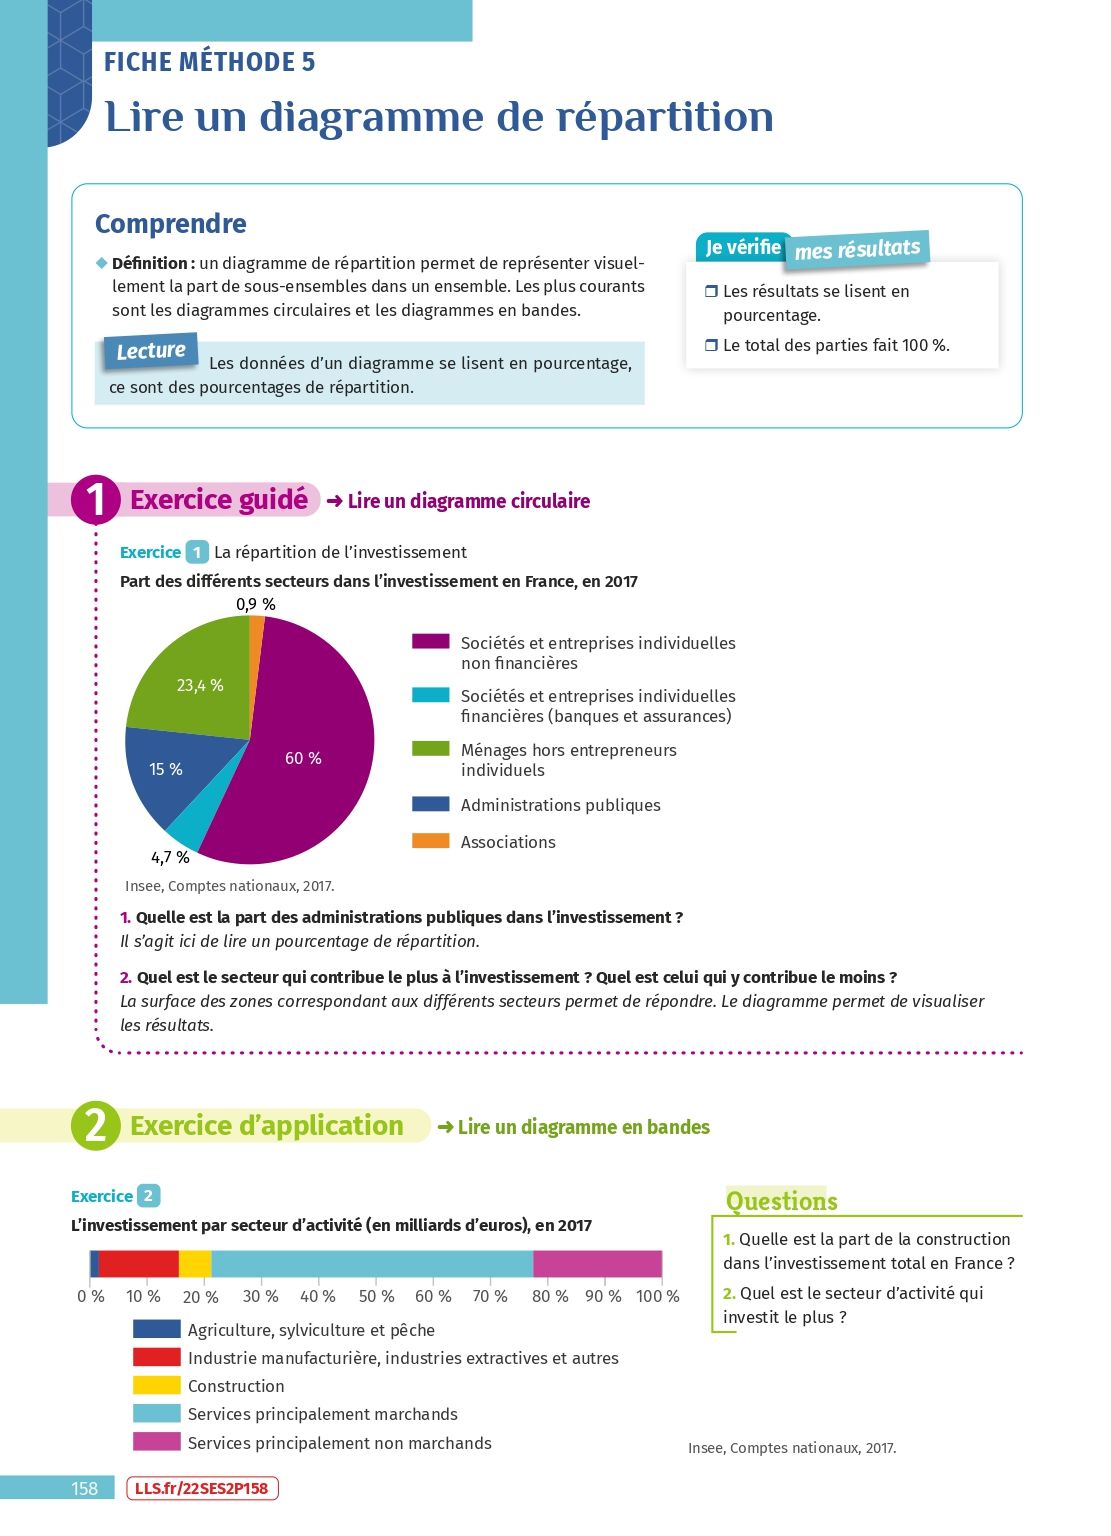 FICHE MÉTHODE 5
Lire un diagramme de répartition
Comprendre
Définition : un diagramme de répartition permet de représenter visuel-
lement la part de sous-ensembles dans un ensemble. Les plus courants
sont les diagrammes circulaires et les diagrammes en bandes.
Lecture
Les données d’un diagramme se lisent en pourcentage,
ce sont des pourcentages de répartition.
Je vérifie mes résultats
Les résultats se lisent en
pourcentage.
Le total des parties fait 100 %.
1 Exercice guidé ➜ Lire un diagramme circulaire
Exercice 1 La répartition de l’investissement
Part des différents secteurs dans l’investissement en France, en 2017
0,9 %
23,4 %
60 %
15 %
4,7 %
Sociétés et entreprises individuelles
non financières
Sociétés et entreprises individuelles
financières (banques et assurances)
Ménages hors entrepreneurs
individuels
Administrations publiques
Associations
Insee, Comptes nationaux, 2017.
1. Quelle est la part des administrations publiques dans l’investissement ?
Il s’agit ici de lire un pourcentage de répartition.
2. Quel est le secteur qui contribue le plus à l’investissement ? Quel est celui qui y contribue le moins ?
La surface des zones correspondant aux différents secteurs permet de répondre. Le diagramme permet de visualiser
les résultats.
2 Exercice d’application ➜ Lire un diagramme en bandes
Exercice 2
L’investissement par secteur d’activité (en milliards d’euros), en 2017
0 % 10 % 20 % 30 % 40 % 50 % 60 % 70 % 80 % 90 % 100 %
Agriculture, sylviculture et pêche
Industrie manufacturière, industries extractives et autres
Construction
Services principalement marchands
Services principalement non marchands
Questions
1. Quelle est la part de la construction
dans l’investissement total en France ?
2. Quel est le secteur d’activité qui
investit le plus ?
Insee, Comptes nationaux, 2017.
158
LLS.fr/22SES2P158